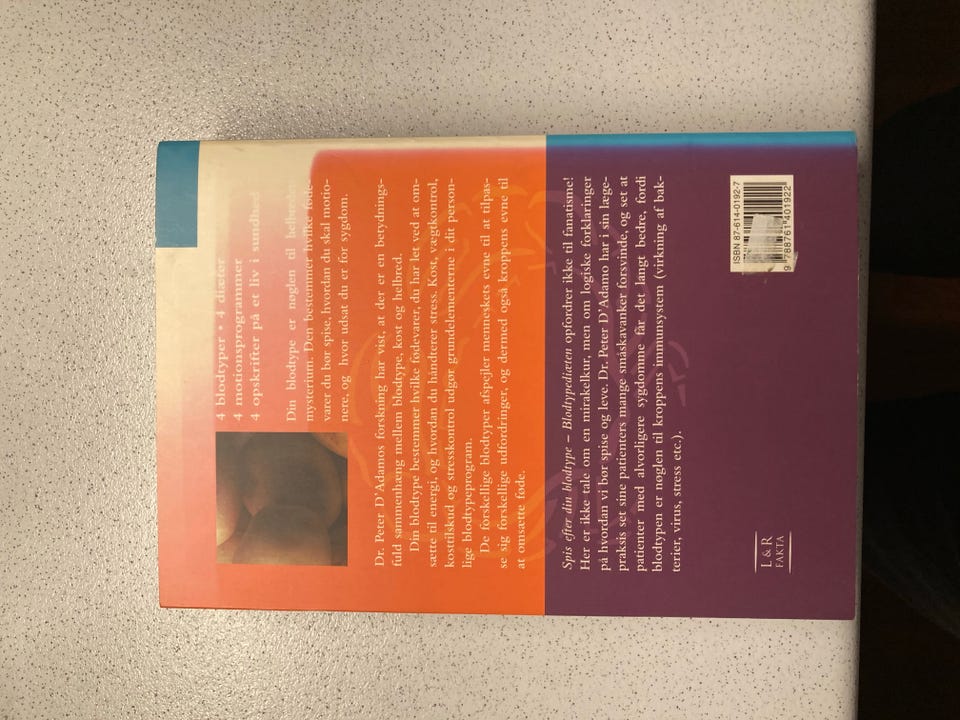 4 blodtyper • 4 diæter
4 motionsprogrammer
4 opskrifter på et liv i sundhed
Din blodtype er nøglen til helbreds-
mysterium. Den bestemmer hvilke føde-
varer du bør spise, hvordan du skal motio-
nere, og hvor udsat du er for sygdom.
Dr. Peter D'Adamos forskning har vist, at der er en betydnings-
fuld sammenhæng mellem blodtype, kost og helbred.
Din blodtype bestemmer hvilke fødevarer, du har let ved at om-
sætte til energi, og hvordan du håndterer stress. Kost, vægtkontrol,
kosttilskud og stresskontrol udgør grundelementerne i dit person-
lige blodtypeprogram.
De forskellige blodtyper afspejler menneskets evne til at tilpas-
se sig forskellige udfordringer, og dermed også kroppens evne til
at omsætte føde.
Spis efter din blodtype – Blodtypediæten opfordrer ikke til fanatisme!
Her er ikke tale om en mirakelkur, men om logiske forklaringer
på hvordan vi bør spise og leve. Dr. Peter D'Adamo har i sin læge-
praksis set sine patienters mange småskavanker forsvinde, og set at
patienter med alvorligere sygdomme får det langt bedre, fordi
blodtypen er nøglen til kroppens immunsystem (virkning af bak-
terier, virus, stress etc.).
L & R
FAKTA
ISBN 87-614-0192-7
9 788761 401922